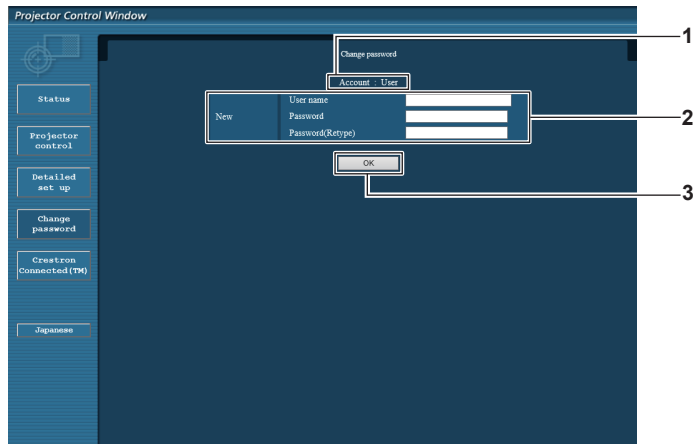 Projector Control Window
1
Change password
Account : User
Status
User name
New
Password
2
Password(Retype)
Projector
control
OK
Detailed
set up
3
Change
password
Crestron
Connected(TM)
Japanese